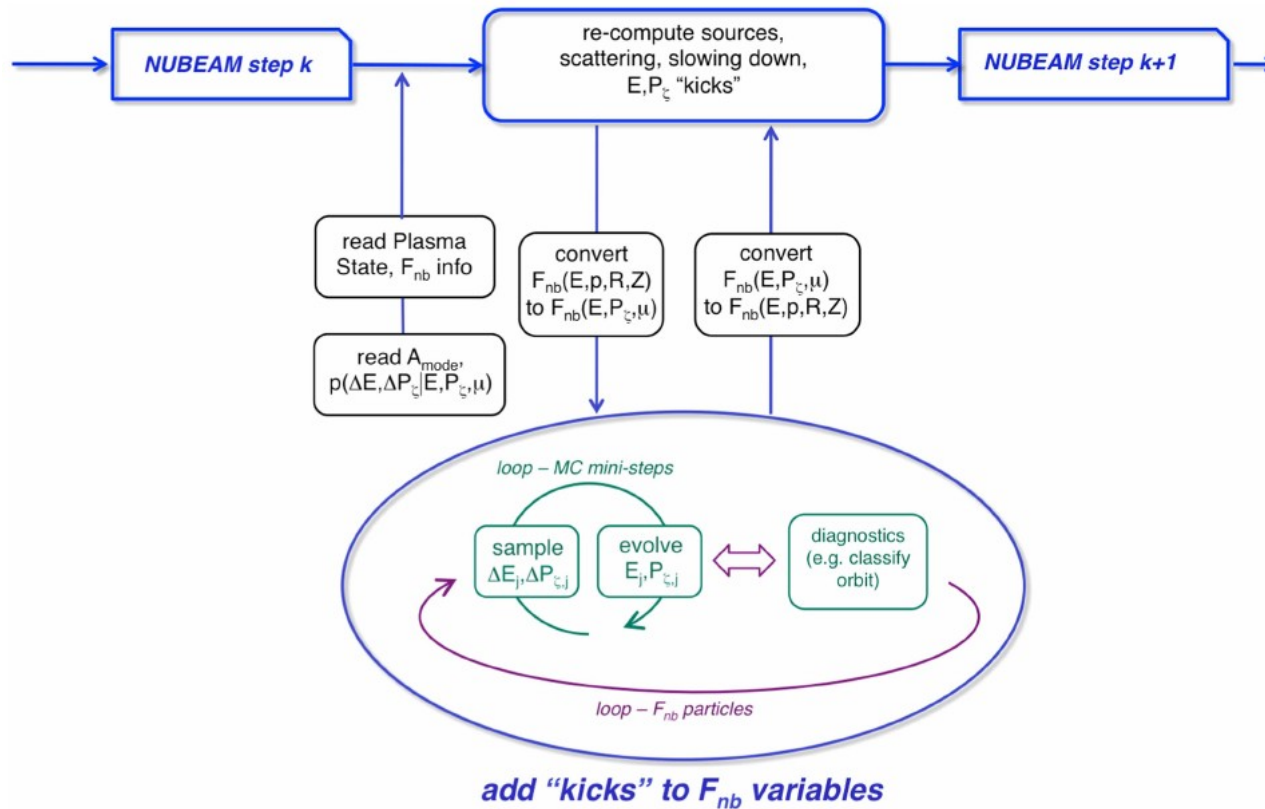 NUBEAM step k
re-compute sources,
scattering, slowing down,
E,Pζ “kicks”
NUBEAM step k+1
read Plasma
State, Fnb info
read Amode,
p(ΔE,ΔPζ|E,Pζ,μ)
convert
Fnb(E,p,R,Z)
to Fnb(E,Pζ,μ)
convert
Fnb(E,Pζ,μ)
to Fnb(E,p,R,Z)
loop – MC mini-steps
sample
ΔEj,ΔPζ,j
evolve
Ej,Pζ,j
diagnostics
(e.g. classify
orbit)
loop – Fnb particles
add “kicks” to Fnb variables